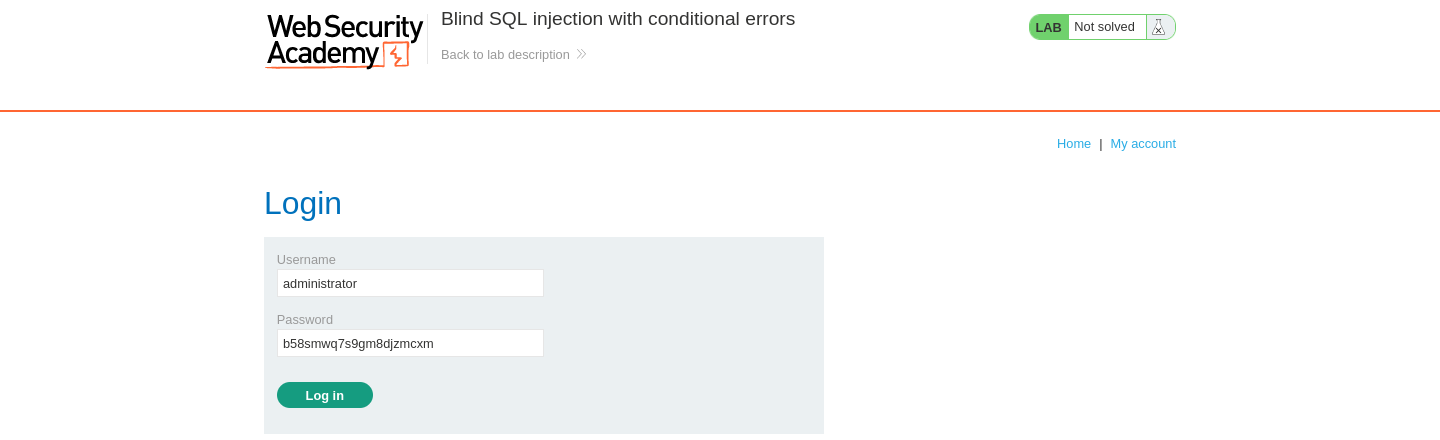 Web Security
Academy
Blind SQL injection with conditional errors
Back to lab description
LAB Not solved
Home | My account
Login
Username
administrator
Password
b58smwq7s9gm8djzmcxm
Log in